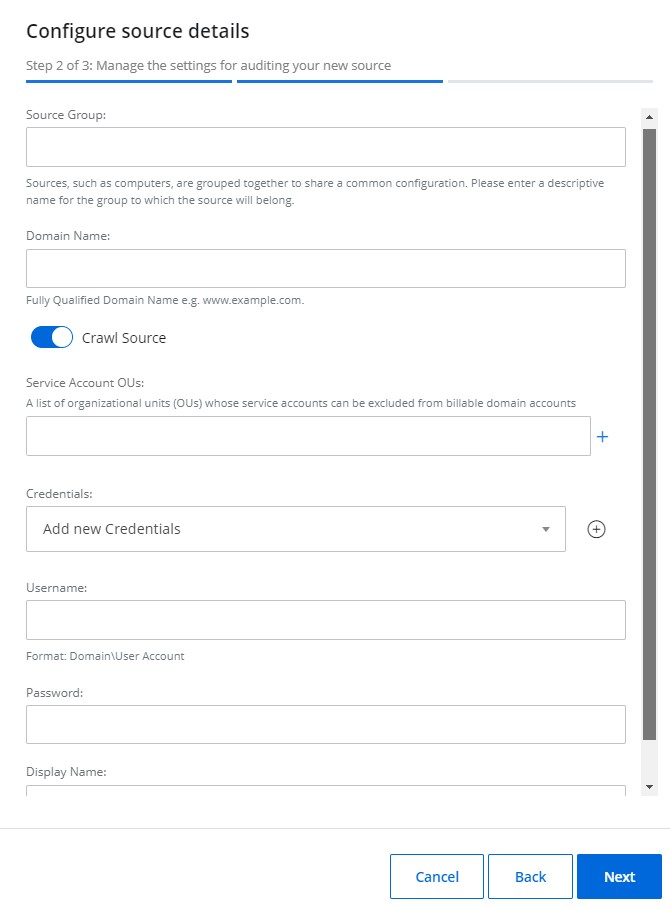 Configure source details
Step 2 of 3: Manage the settings for auditing your new source
Source Group:
Sources, such as computers, are grouped together to share a common configuration. Please enter a descriptive
name for the group to which the source will belong.
Domain Name:
Fully Qualified Domain Name e.g. www.example.com.
Crawl Source
Service Account OUs:
A list of organizational units (OUs) whose service accounts can be excluded from billable domain accounts
Credentials:
Add new Credentials
Username:
Format: Domain\User Account
Password:
Display Name:
Cancel
Back
Next